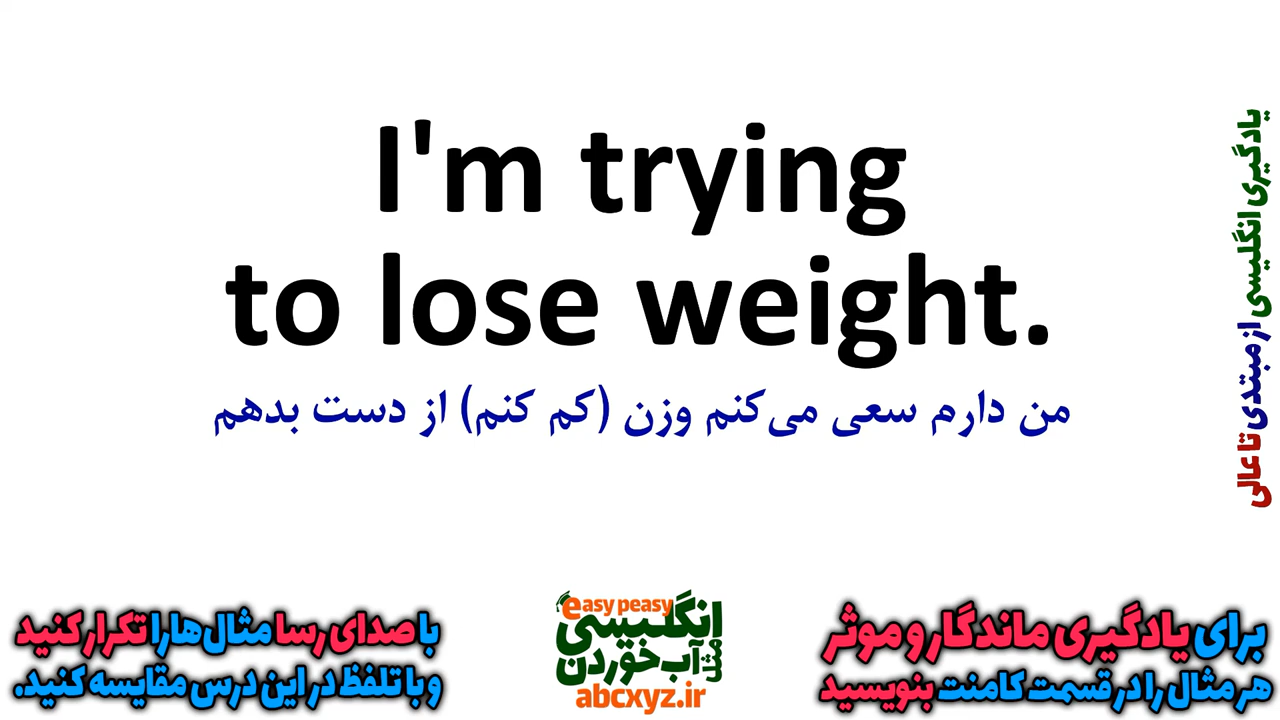 I'm trying
to lose weight.
من دارم سعی می‌کنم وزن (کم کنم) از دست بدهم
یادگیری انگلیسی از مبتدی تا عالی
برای یادگیری ماندگار و موثر
هر مثال را در قسمت کامنت بنویسید
easy peasy
انگلیسی
مثل آب خوردن
abcxyz.ir
با صدای رسا مثال‌ها را تکرار کنید
و با تلفظ در این درس مقایسه کنید.